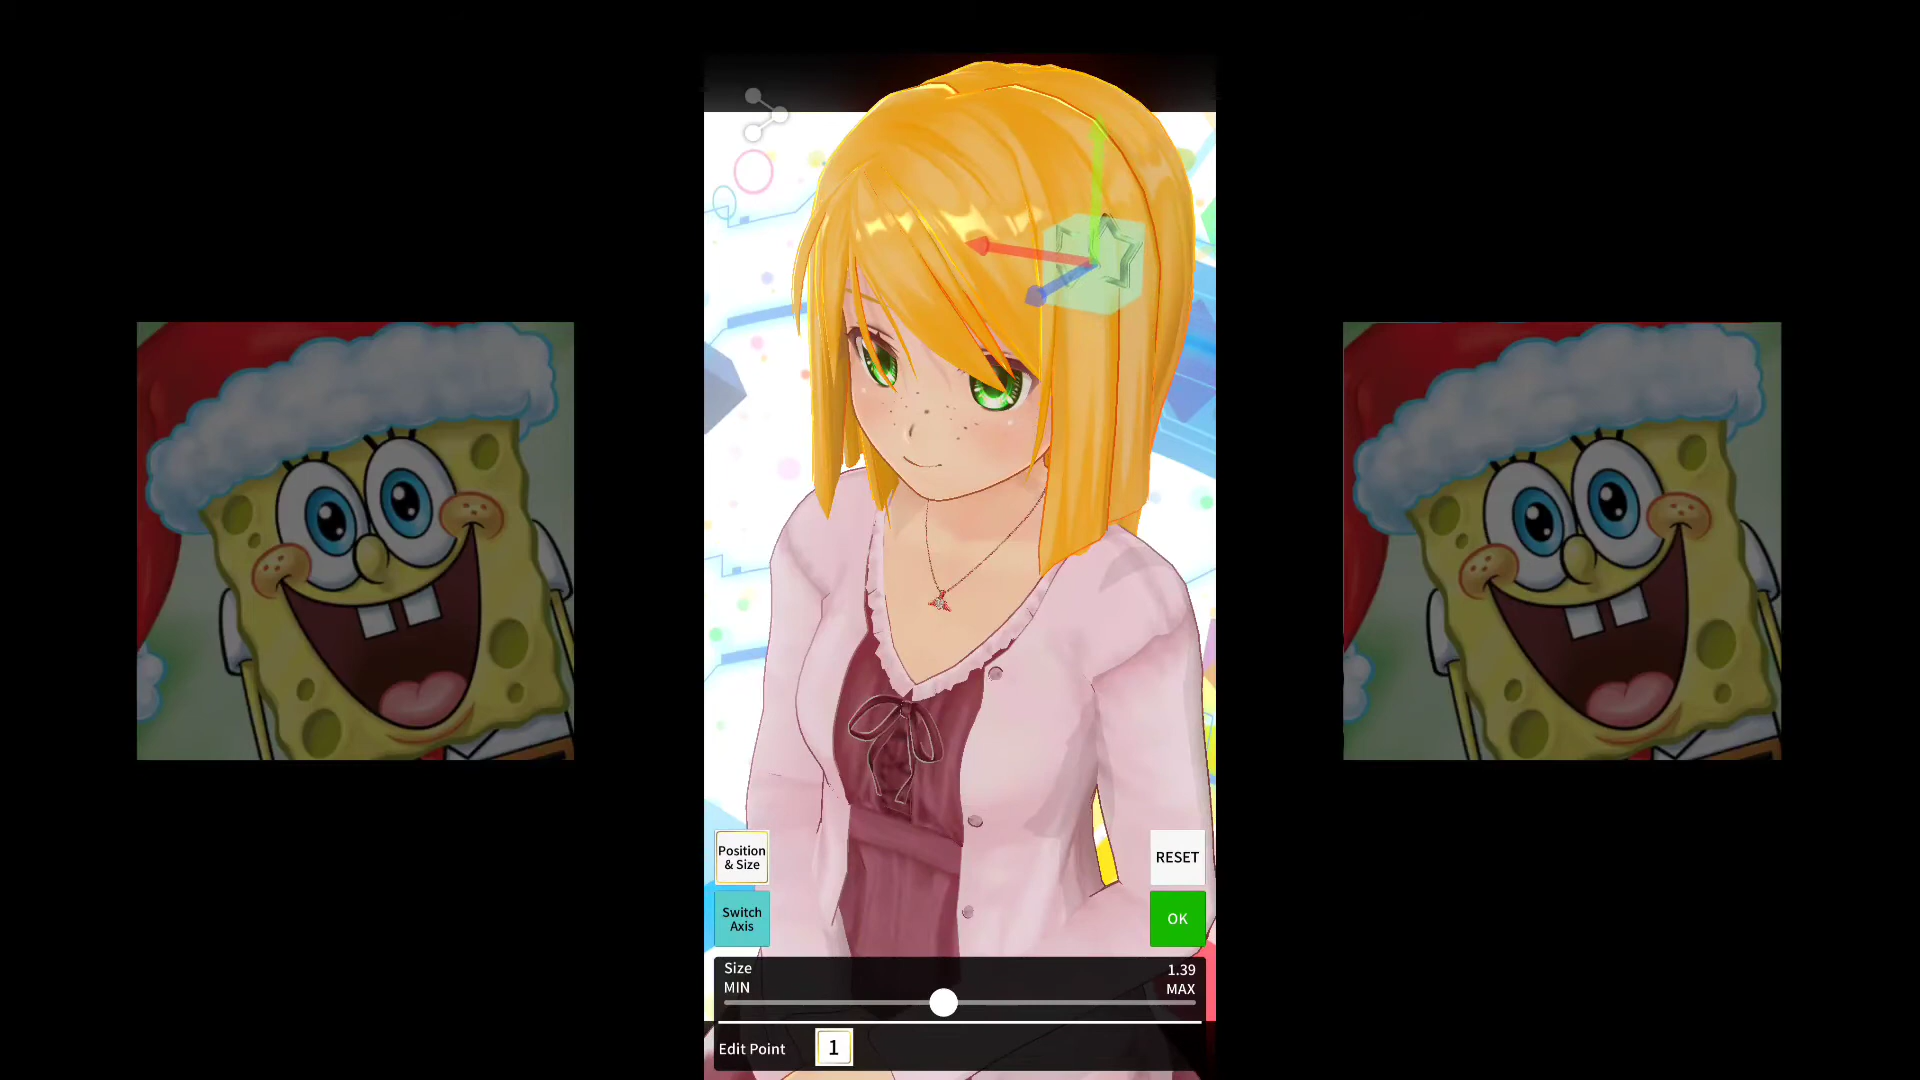 Position
& Size
RESET
Switch
Axis
OK
Size
1.39
MIN
MAX
Edit Point
1